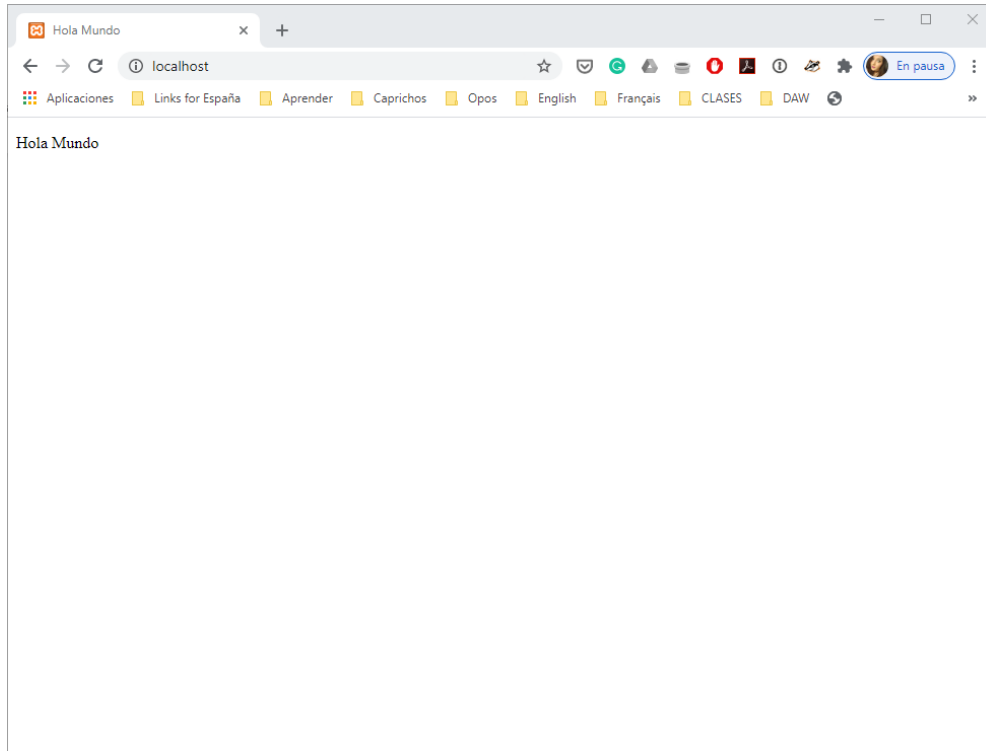 Hola Mundo
localhost
En pausa
Aplicaciones Links for España Aprender Caprichos Opos English Français CLASES DAW
Hola Mundo